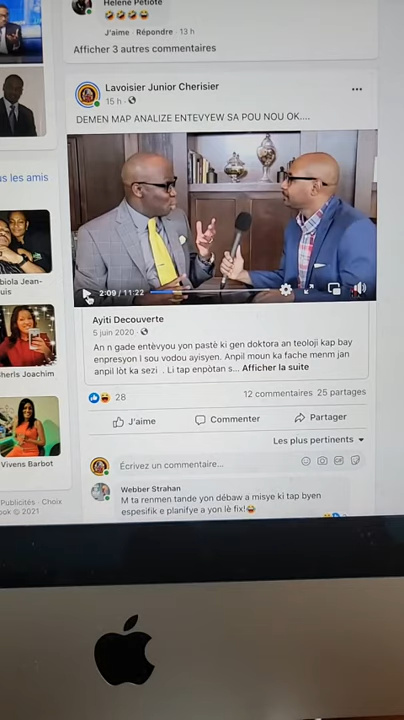 Helene Petiote
J'aime · Répondre · 13 h
Afficher 3 autres commentaires
Lavoisier Junior Cherisier
15 h ·
DEMEN MAP ANALIZE ENTEVYEW SA POU NOU OK....
us les amis
2:09 / 11:22
Ayiti Decouverte
5 juin 2020 ·
An n gade entèvyou yon pastè ki gen doktora an teoloji kap bay
enpresyon l sou vodou ayisyen. Anpil moun ka fache menm jan
anpil lòt ka sezi . Li tap enpòtan s... Afficher la suite
biola Jean-
uis
28
12 commentaires 25 partages
J'aime
Commenter
Partager
Les plus pertinents
herls Joachim
Écrivez un commentaire...
GIF
Vivens Barbot
Webber Strahan
M ta renmen tande yon débaw a misye ki tap byen
espesifik e planifye a yon lè fix!
Publicités · Choix
ook © 2021